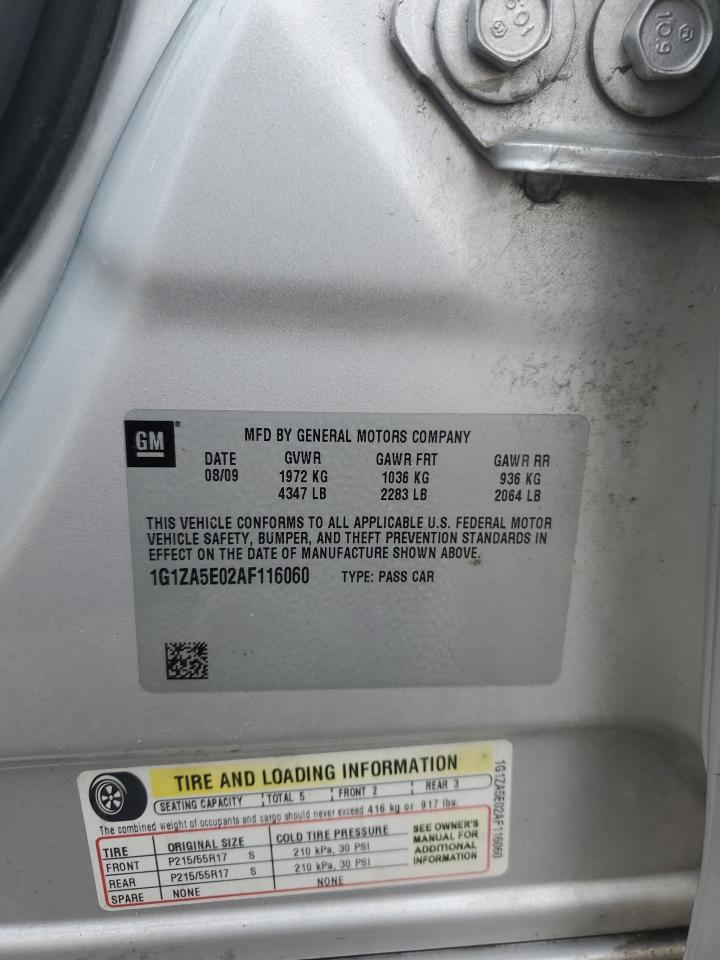 10.9
109
GM ®
MFD BY GENERAL MOTORS COMPANY
DATE GVWR GAWR FRT GAWR RR
08/09 1972 KG 1036 KG 936 KG
4347 LB 2283 LB 2064 LB
THIS VEHICLE CONFORMS TO ALL APPLICABLE U.S. FEDERAL MOTOR
VEHICLE SAFETY, BUMPER, AND THEFT PREVENTION STANDARDS IN
EFFECT ON THE DATE OF MANUFACTURE SHOWN ABOVE.
1G1ZA5E02AF116060 TYPE: PASS CAR
TIRE AND LOADING INFORMATION
SEATING CAPACITY TOTAL 5 FRONT 2 REAR 3
The combined weight of occupants and cargo should never exceed 416 kg or 917 lbs.
TIRE ORIGINAL SIZE COLD TIRE PRESSURE
FRONT P215/55R17 S 210 kPa, 30 PSI
REAR P215/55R17 S 210 kPa, 30 PSI
SPARE NONE NONE
SEE OWNER'S
MANUAL FOR
ADDITIONAL
INFORMATION
1G1ZA5E02AF116060